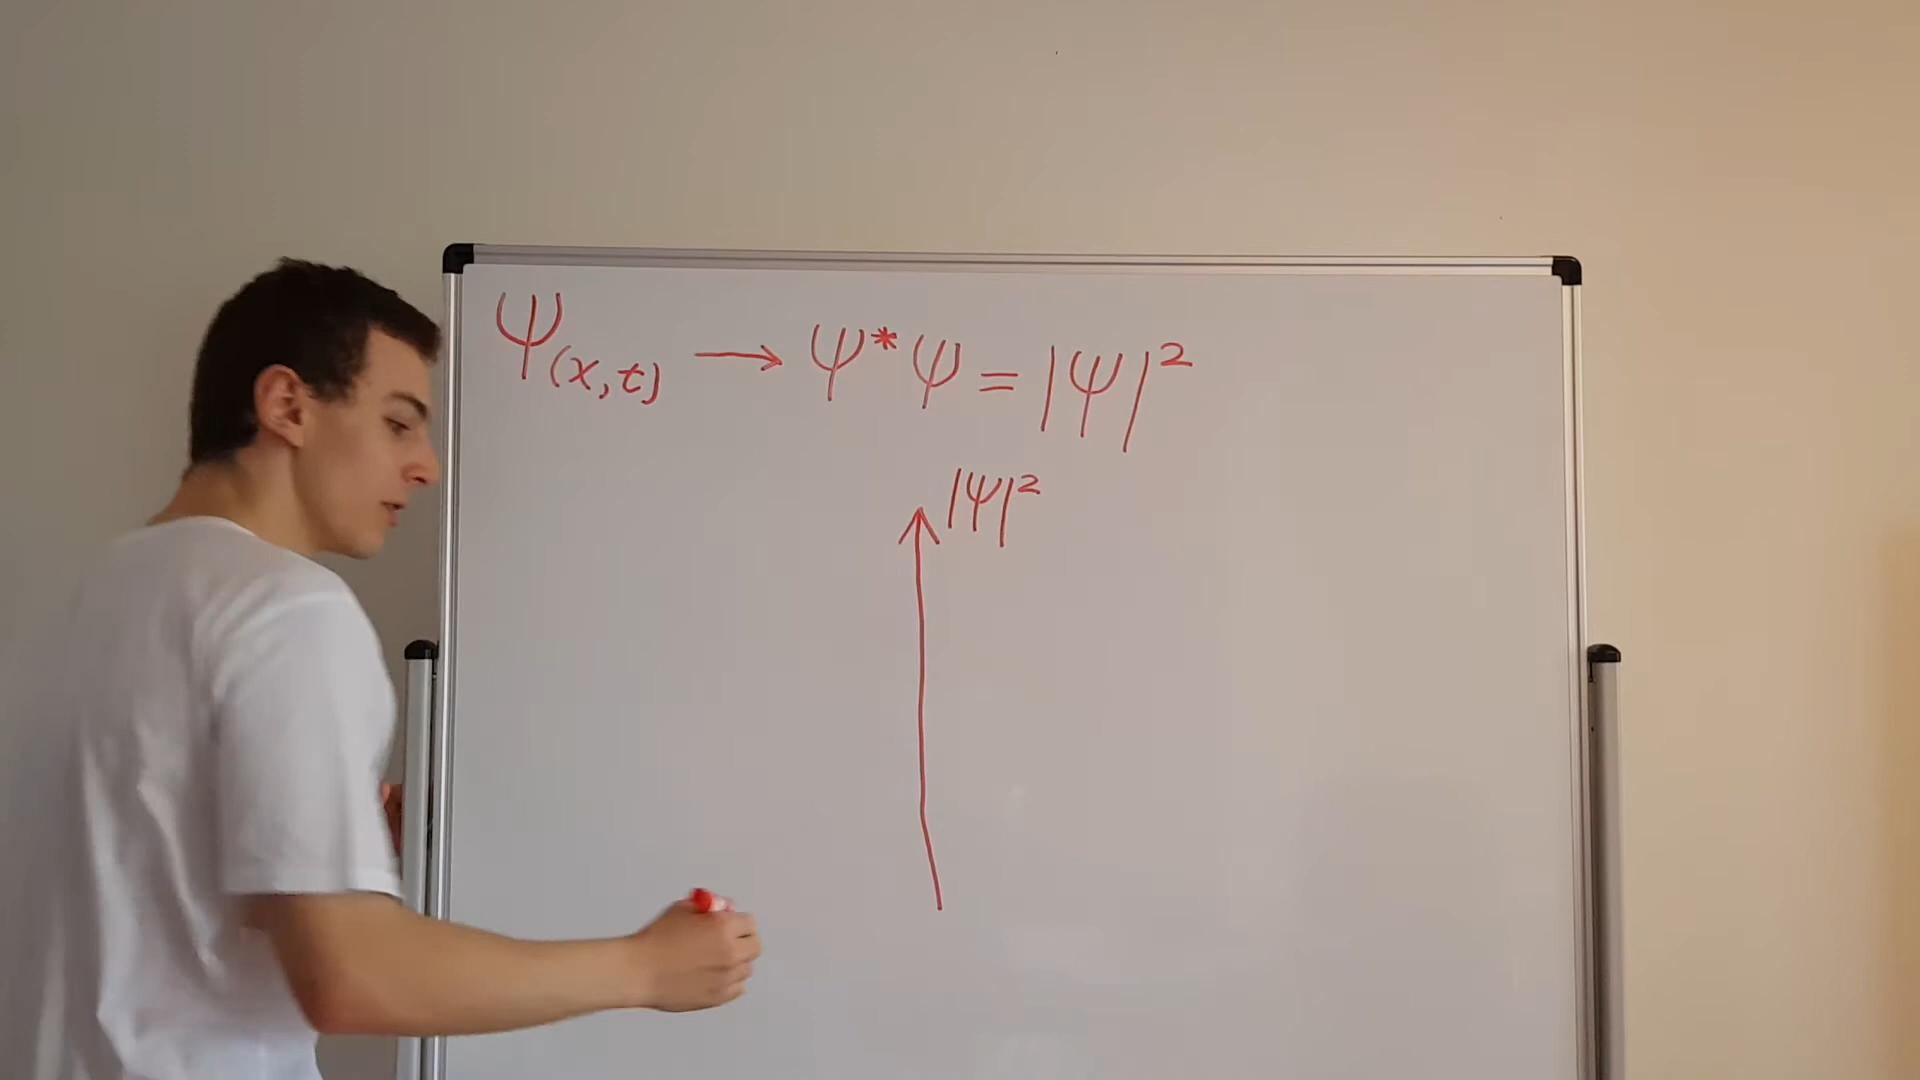 Ψ(x,t) → Ψ*Ψ = |Ψ|²
|Ψ|²